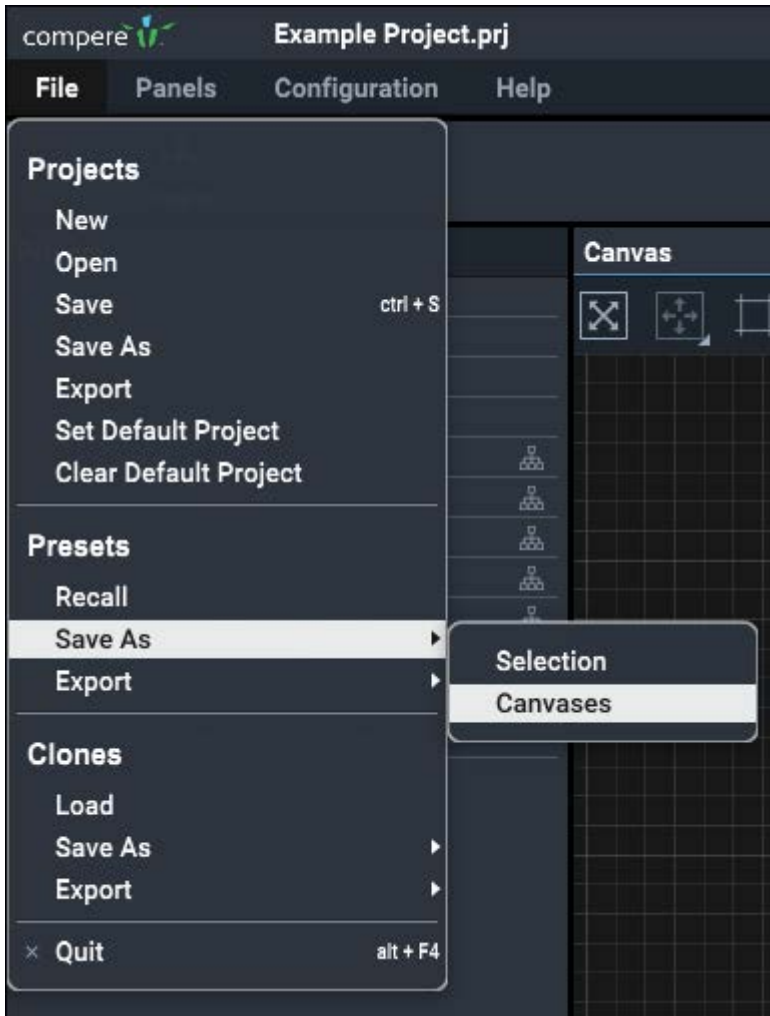 compere Example Project.prj
File Panels Configuration Help
Projects
New
Open
Save ctrl + S
Save As
Export
Set Default Project
Clear Default Project
Presets
Recall
Save As
Export
Clones
Load
Save As
Export
× Quit alt + F4
Selection
Canvases
Canvas